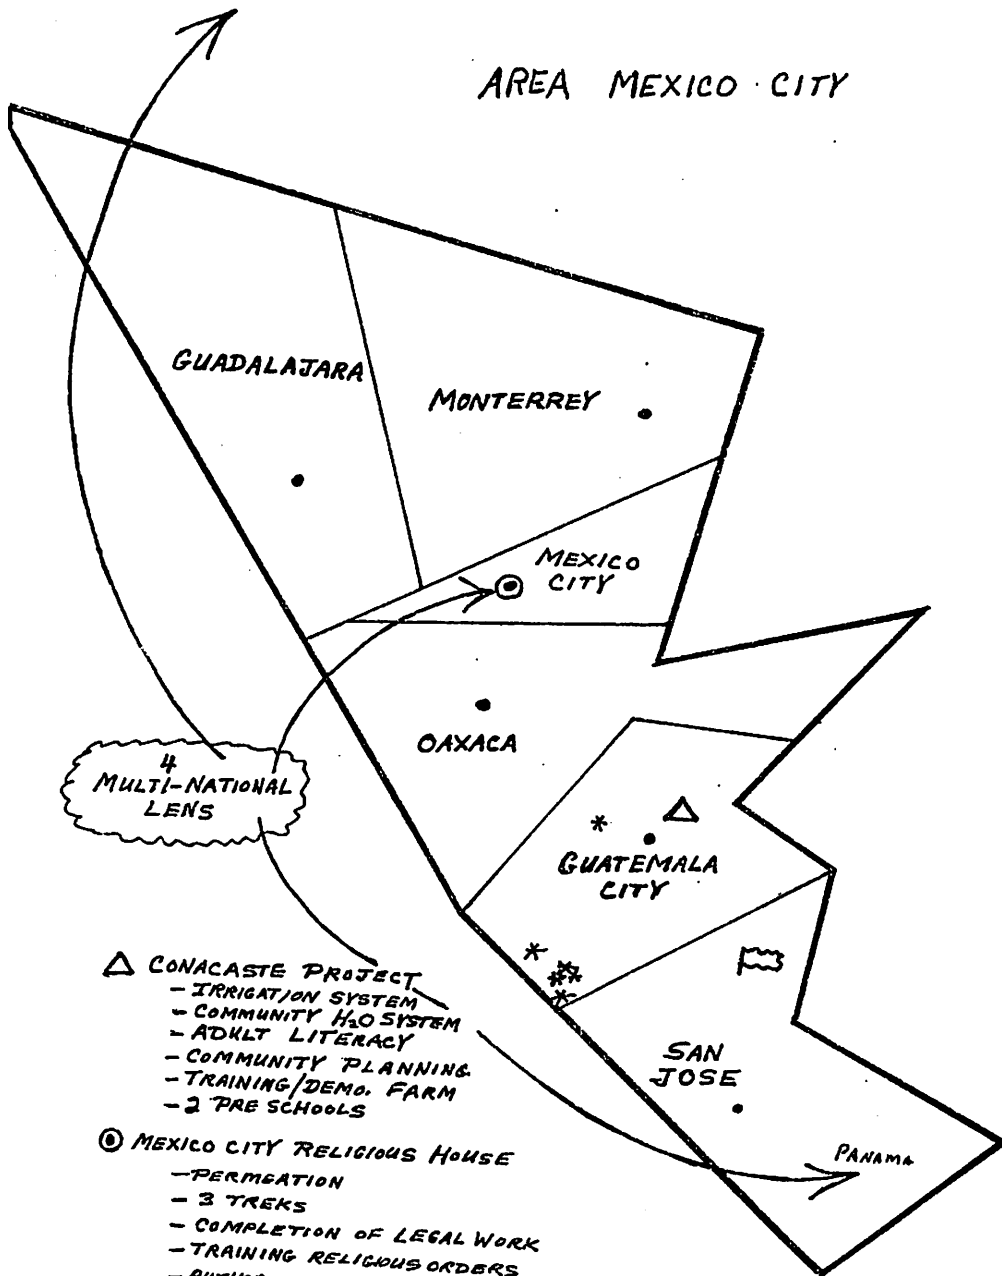 AREA MEXICO CITY
GUADALAJARA
MONTERREY
MEXICO
CITY
OAXACA
4
MULTI-NATIONAL
LENS
GUATEMALA
CITY
SAN
JOSE
PANAMA
△ CONACASTE PROJECT
- IRRIGATION SYSTEM
- COMMUNITY H₂O SYSTEM
- ADULT LITERACY
- COMMUNITY PLANNING
- TRAINING/DEMO. FARM
- 2 PRE SCHOOLS
◉ MEXICO CITY RELIGIOUS HOUSE
- PERMEATION
- 3 TREKS
- COMPLETION OF LEGAL WORK
- TRAINING RELIGIOUS ORDERS